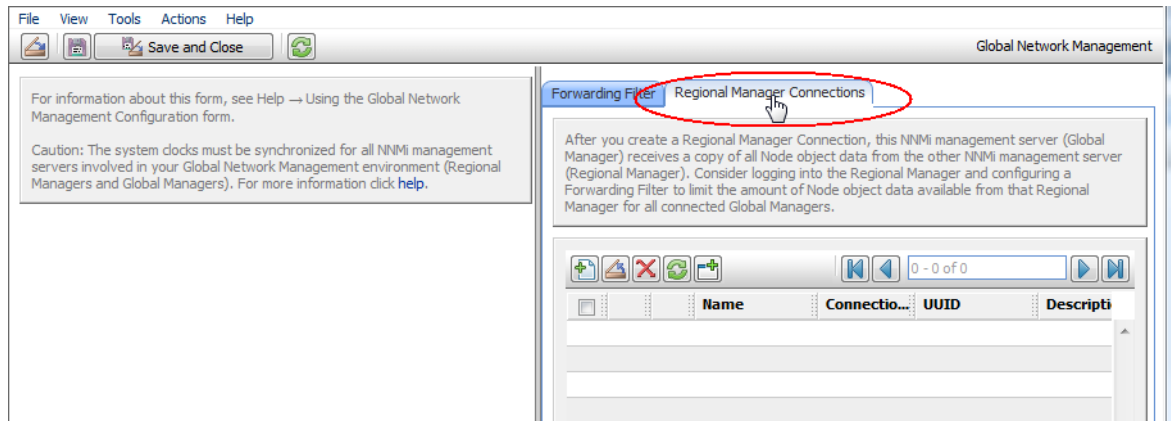 File View Tools Actions Help
Save and Close
Global Network Management
For information about this form, see Help → Using the Global Network
Management Configuration form.
Caution: The system clocks must be synchronized for all NNMi management
servers involved in your Global Network Management environment (Regional
Managers and Global Managers). For more information click help.
Forwarding Filter Regional Manager Connections
After you create a Regional Manager Connection, this NNMi management server (Global
Manager) receives a copy of all Node object data from the other NNMi management server
(Regional Manager). Consider logging into the Regional Manager and configuring a
Forwarding Filter to limit the amount of Node object data available from that Regional
Manager for all connected Global Managers.
0 - 0 of 0
Name Connectio... UUID Descripti